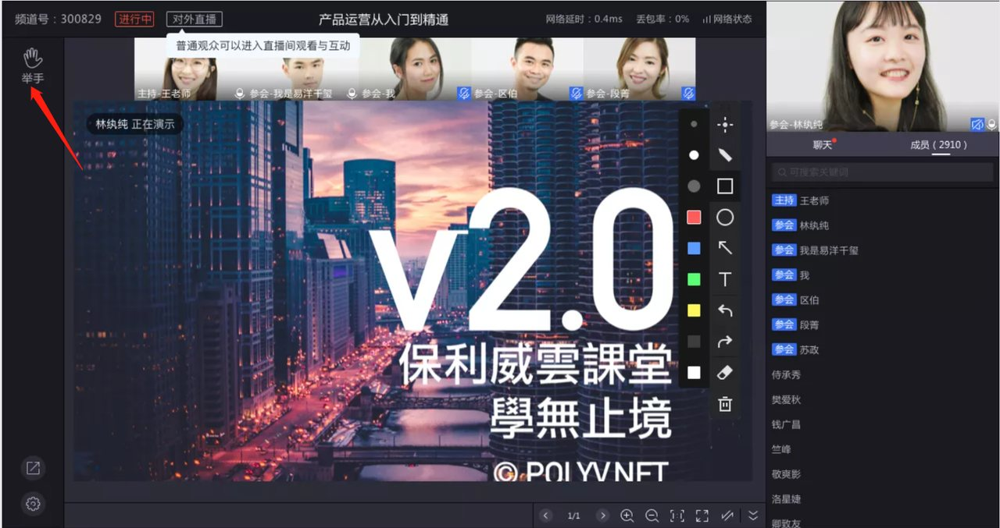 频道号：300829
进行中
对外直播
产品运营从入门到精通
网络延时：0.4ms
丢包率：0%
网络状态
普通观众可以进入直播间观看与互动
举手
主持-王老师
参会-我是易洋千玺
参会-我
参会-区伯
参会-段菁
参会-林纨纯
林纨纯 正在演示
v2.0
保利威雲課堂
學無止境
© POLYV.NET
1/1
聊天
成员（2910）
可搜索关键词
主持 王老师
参会 林纨纯
参会 我是易洋千玺
参会 我
参会 区伯
参会 段菁
参会 苏政
侍承秀
樊爱秋
钱广昌
竺峰
敬爽影
洛星婕
卿致友